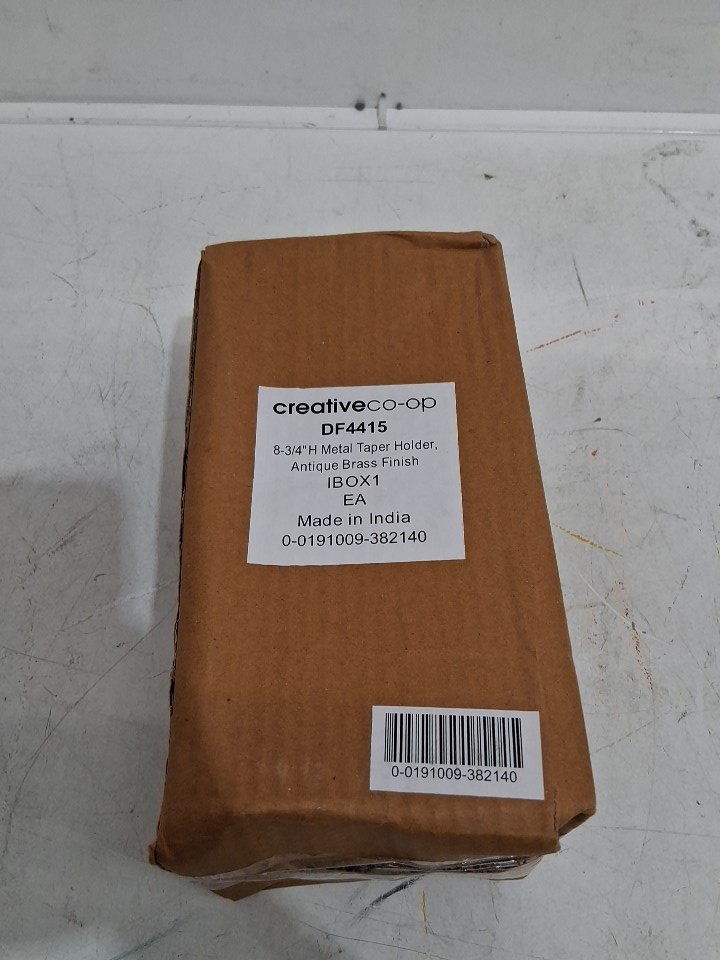 creativeco-op
DF4415
8-3/4"H Metal Taper Holder,
Antique Brass Finish
IBOX1
EA
Made in India
0-0191009-382140
0-0191009-382140